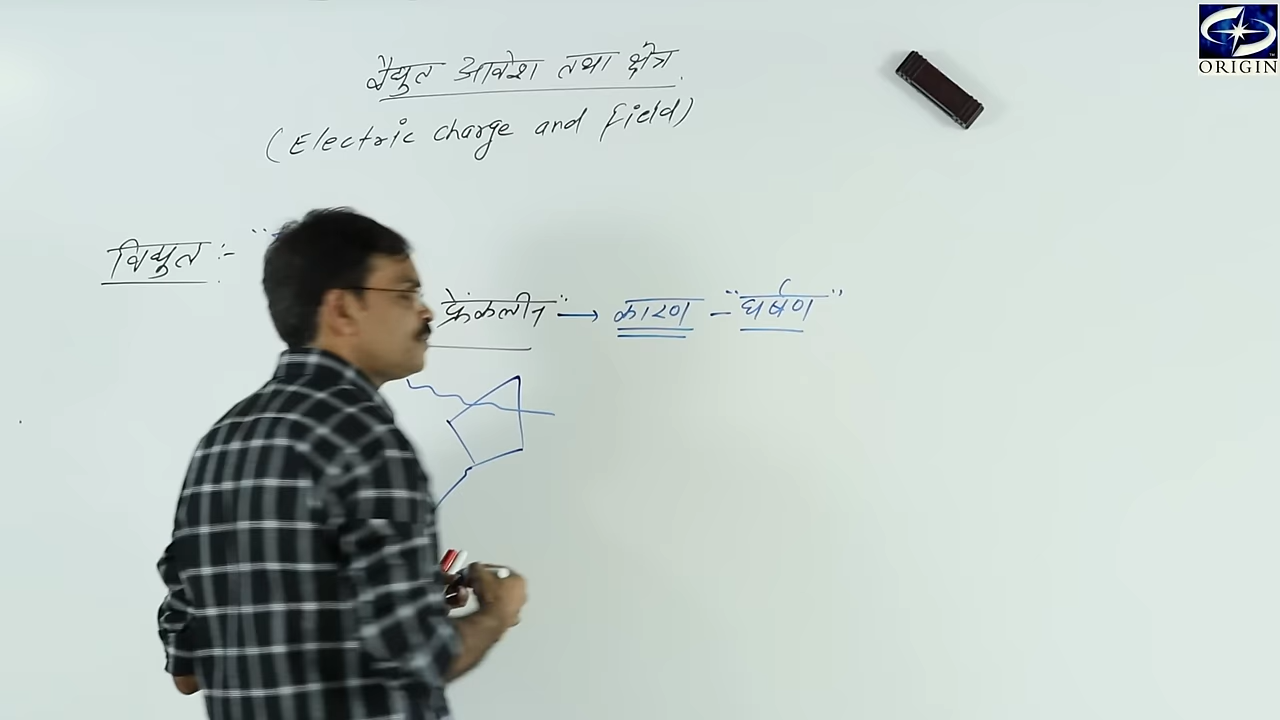 वैद्युत आवेश तथा क्षेत्र.
(Electric charge and field)
विद्युत :-
फ्रेंकलीन" → कारण - "घर्षण"
ORIGIN